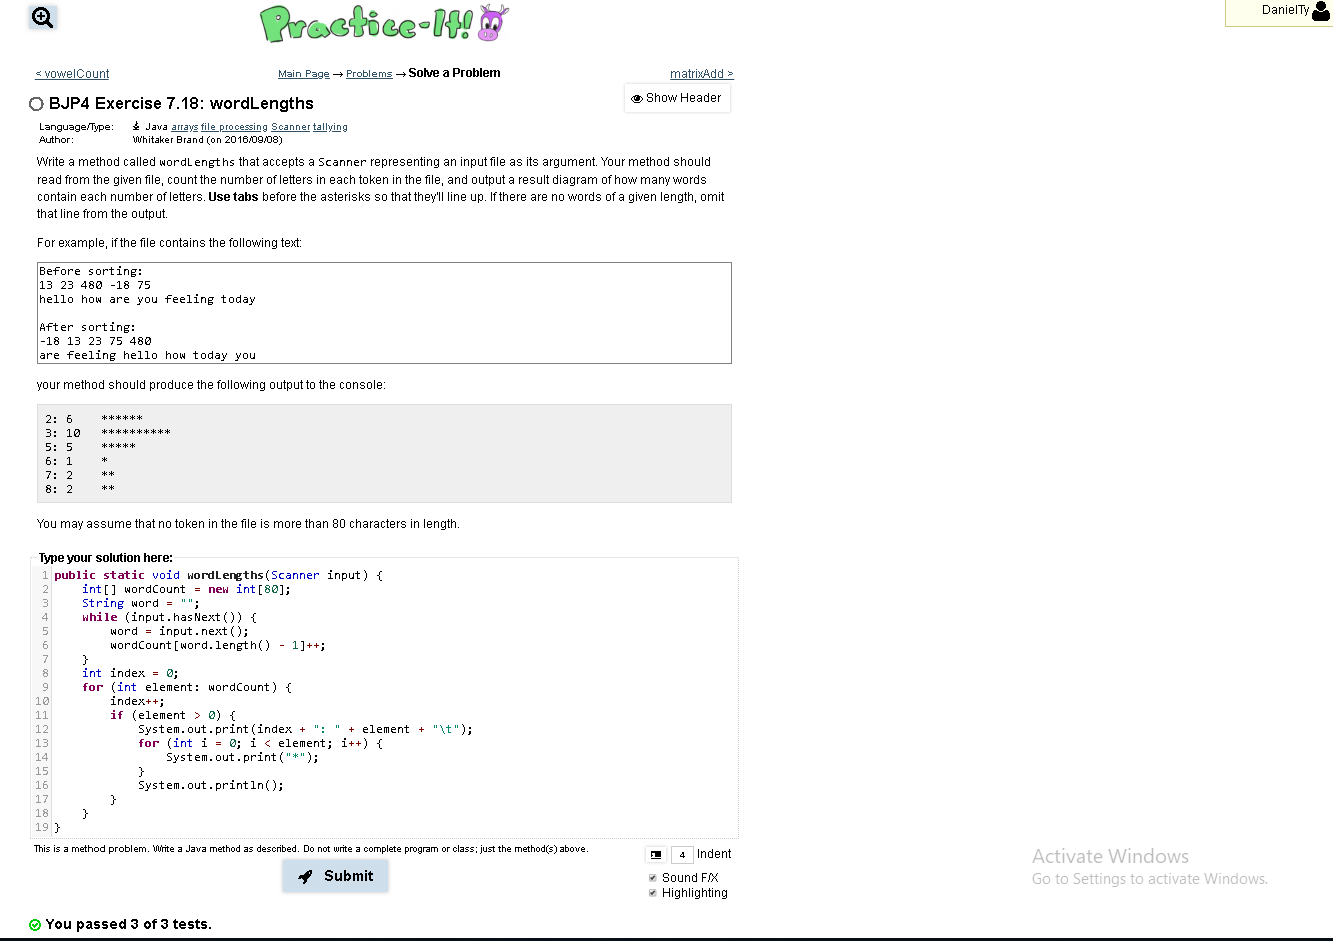 Practice-It!
DanielTy
< vowelCount
Main Page → Problems → Solve a Problem
matrixAdd >
BJP4 Exercise 7.18: wordLengths
Show Header
Language/Type: Java arrays file processing Scanner tallying
Author: Whitaker Brand (on 2016/09/08)
Write a method called wordLengths that accepts a Scanner representing an input file as its argument. Your method should
read from the given file, count the number of letters in each token in the file, and output a result diagram of how many words
contain each number of letters. Use tabs before the asterisks so that they'll line up. If there are no words of a given length, omit
that line from the output.
For example, if the file contains the following text:
Before sorting:
13 23 480 -18 75
hello how are you feeling today
After sorting:
-18 13 23 75 480
are feeling hello how today you
your method should produce the following output to the console:
2: 6    ******
3: 10   **********
5: 5    *****
6: 1    *
7: 2    **
8: 2    **
You may assume that no token in the file is more than 80 characters in length.
Type your solution here:
1 public static void wordLengths(Scanner input) {
2     int[] wordCount = new int[80];
3     String word = "";
4     while (input.hasNext()) {
5         word = input.next();
6         wordCount[word.length() - 1]++;
7     }
8     int index = 0;
9     for (int element: wordCount) {
10         index++;
11         if (element > 0) {
12             System.out.print(index + ": " + element + "\t");
13             for (int i = 0; i < element; i++) {
14                 System.out.print("*");
15             }
16             System.out.println();
17         }
18     }
19 }
This is a method problem. Write a Java method as described. Do not write a complete program or class; just the method(s) above.
4 Indent
Submit
Sound F/X
Highlighting
Activate Windows
Go to Settings to activate Windows.
You passed 3 of 3 tests.